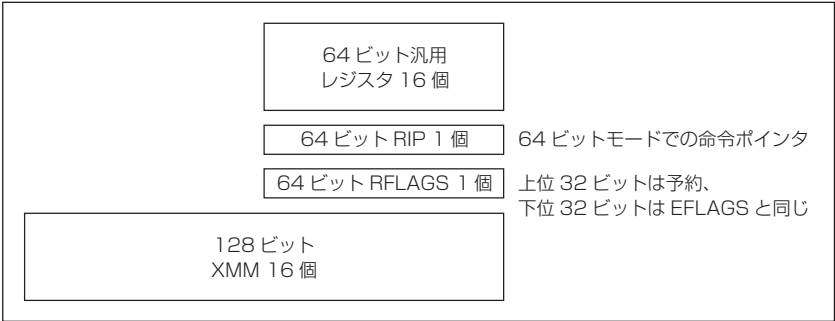 64 ビット汎用
レジスタ 16 個
64 ビット RIP 1 個
64 ビットモードでの命令ポインタ
64 ビット RFLAGS 1 個
上位 32 ビットは予約、
下位 32 ビットは EFLAGS と同じ
128 ビット
XMM 16 個